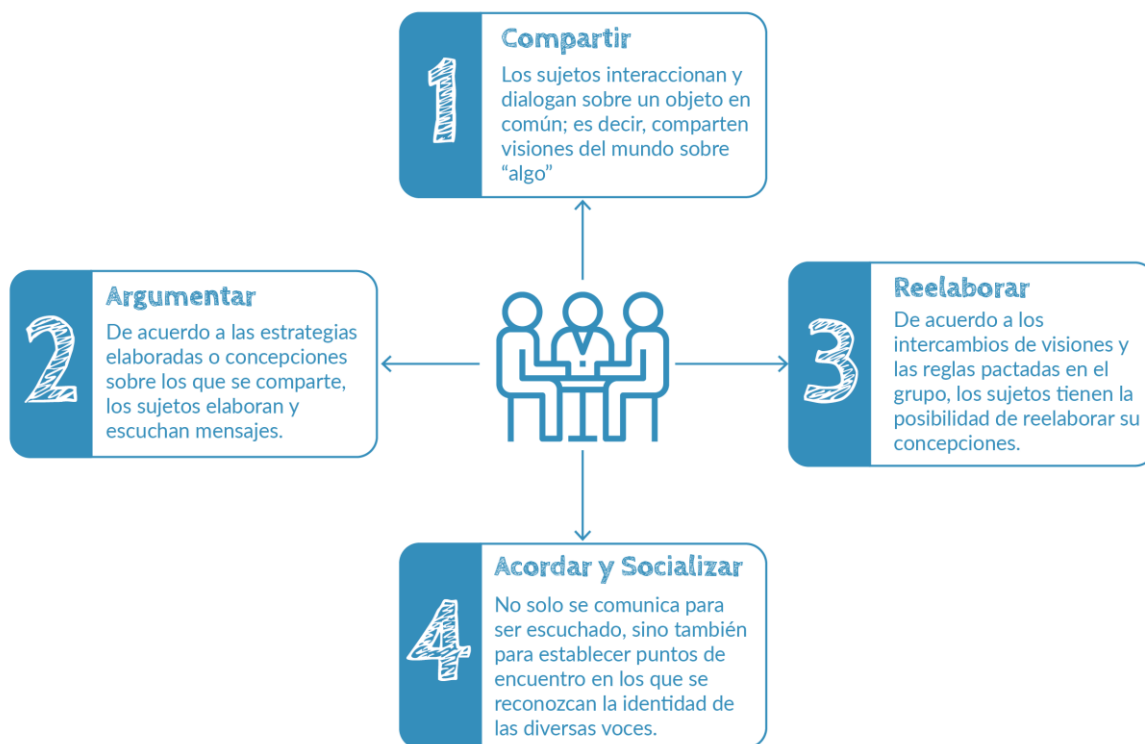 1
Compartir
Los sujetos interaccionan y
dialogan sobre un objeto en
común; es decir, comparten
visiones del mundo sobre
“algo”
2
Argumentar
De acuerdo a las estrategias
elaboradas o concepciones
sobre los que se comparte,
los sujetos elaboran y
escuchan mensajes.
3
Reelaborar
De acuerdo a los
intercambios de visiones y
las reglas pactadas en el
grupo, los sujetos tienen la
posibilidad de reelaborar su
concepciones.
4
Acordar y Socializar
No solo se comunica para
ser escuchado, sino también
para establecer puntos de
encuentro en los que se
reconozcan la identidad de
las diversas voces.